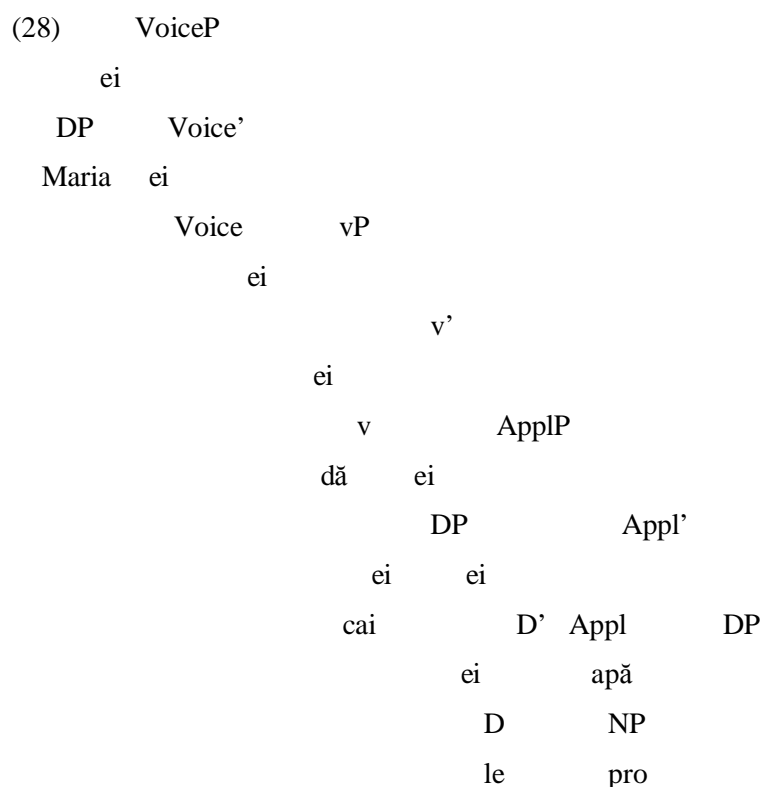 (28) VoiceP
ei
DP Voice’
Maria ei
Voice vP
ei
v’
ei
v ApplP
dă ei
DP Appl’
ei ei
cai D’ Appl DP
ei apă
D NP
le pro